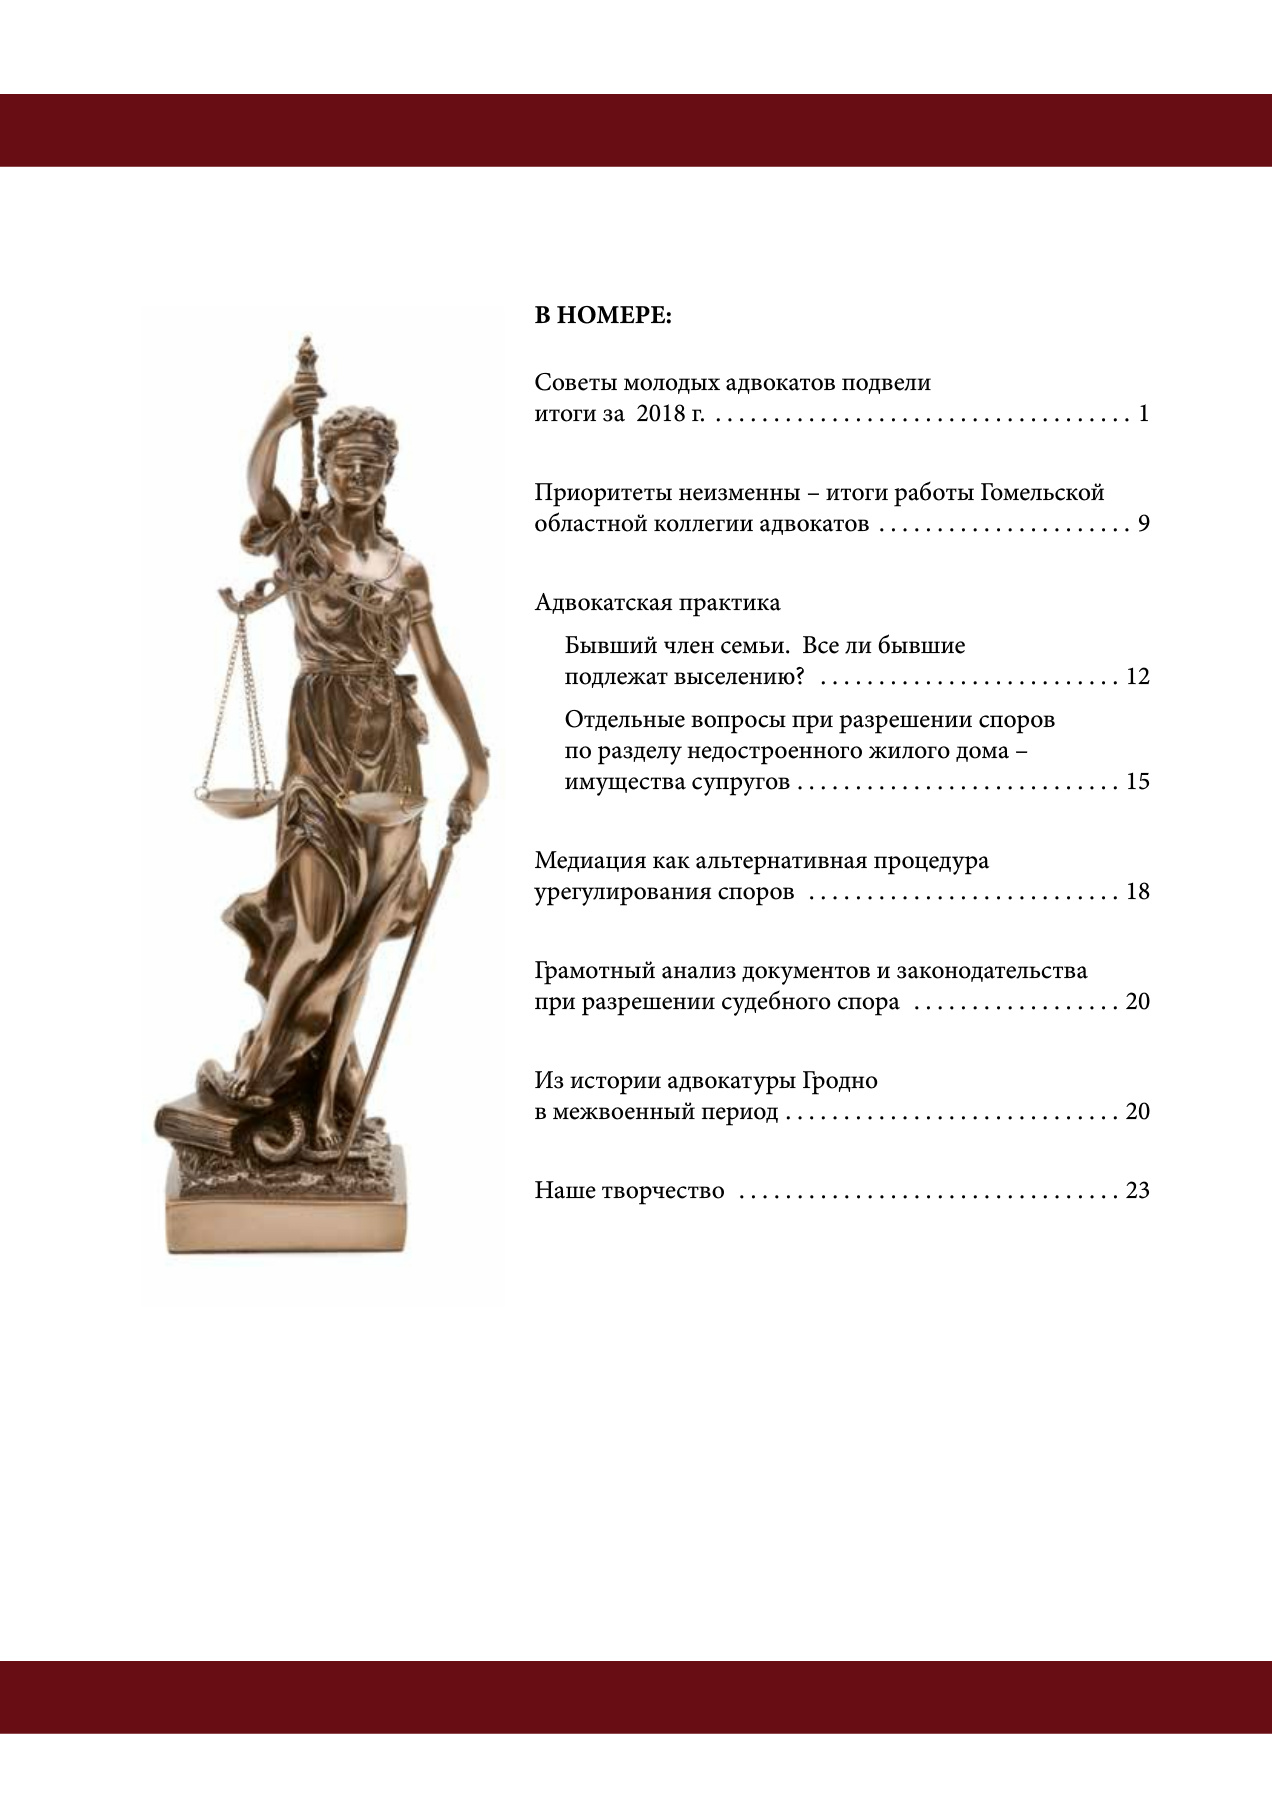 В НОМЕРЕ:
Советы молодых адвокатов подвели
итоги за 2018 г. . . . . . . . . . . . . . . . . . . . . . . . . . . . . . . . . . . . . 1
Приоритеты неизменны – итоги работы Гомельской
областной коллегии адвокатов . . . . . . . . . . . . . . . . . . . . . . 9
Адвокатская практика
Бывший член семьи. Все ли бывшие
подлежат выселению? . . . . . . . . . . . . . . . . . . . . . . . . . . 12
Отдельные вопросы при разрешении споров
по разделу недостроенного жилого дома –
имущества супругов . . . . . . . . . . . . . . . . . . . . . . . . . . . . 15
Медиация как альтернативная процедура
урегулирования споров . . . . . . . . . . . . . . . . . . . . . . . . . . . 18
Грамотный анализ документов и законодательства
при разрешении судебного спора . . . . . . . . . . . . . . . . . . 20
Из истории адвокатуры Гродно
в межвоенный период . . . . . . . . . . . . . . . . . . . . . . . . . . . . . 20
Наше творчество . . . . . . . . . . . . . . . . . . . . . . . . . . . . . . . . . 23